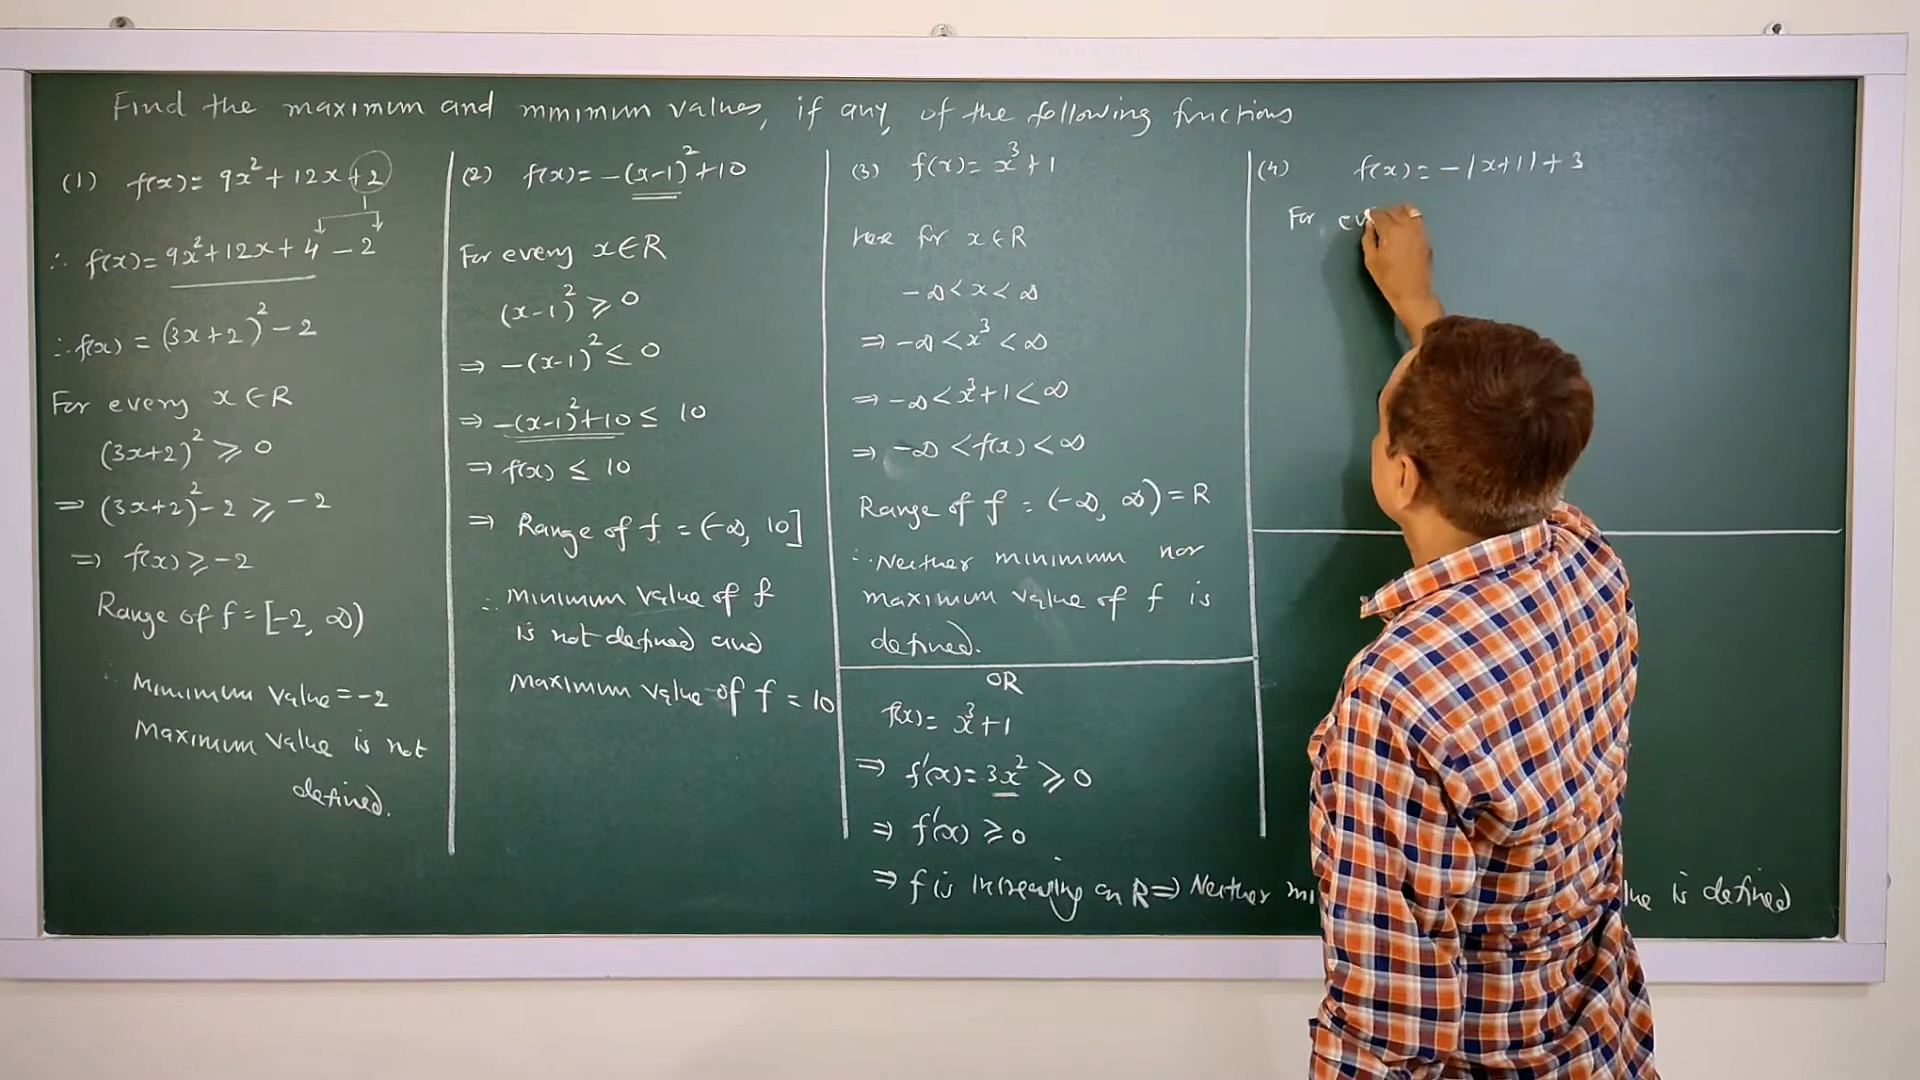 Find the maximum and minimum values, if any, of the following functions
(1) f(x) = 9x²+12x+2
∴ f(x) = 9x²+12x+4-2
∴ f(x) = (3x+2)²-2
For every x∈R
(3x+2)² ⩾ 0
⇒ (3x+2)²-2 ⩾ -2
⇒ f(x) ⩾ -2
Range of f = [-2, ∞)
∴ Minimum value = -2
Maximum value is not
defined.
(2) f(x) = -(x-1)²+10
For every x∈R
(x-1)² ⩾ 0
⇒ -(x-1)² ≤ 0
⇒ -(x-1)²+10 ≤ 10
⇒ f(x) ≤ 10
⇒ Range of f = (-∞, 10]
∴ minimum value of f
is not defined and
Maximum value of f = 10
(3) f(x) = x³+1
for x∈R
-∞ < x < ∞
⇒ -∞ < x³ < ∞
⇒ -∞ < x³+1 < ∞
⇒ -∞ < f(x) < ∞
Range of f = (-∞, ∞) = R
∴ Neither minimum nor
maximum value of f is
defined.
OR
f(x) = x³+1
⇒ f'(x) = 3x² ⩾ 0
⇒ f'(x) ⩾ 0
⇒ f is increasing on R ⇒ Neither is defined
(4) f(x) = -|x+1|+3
For